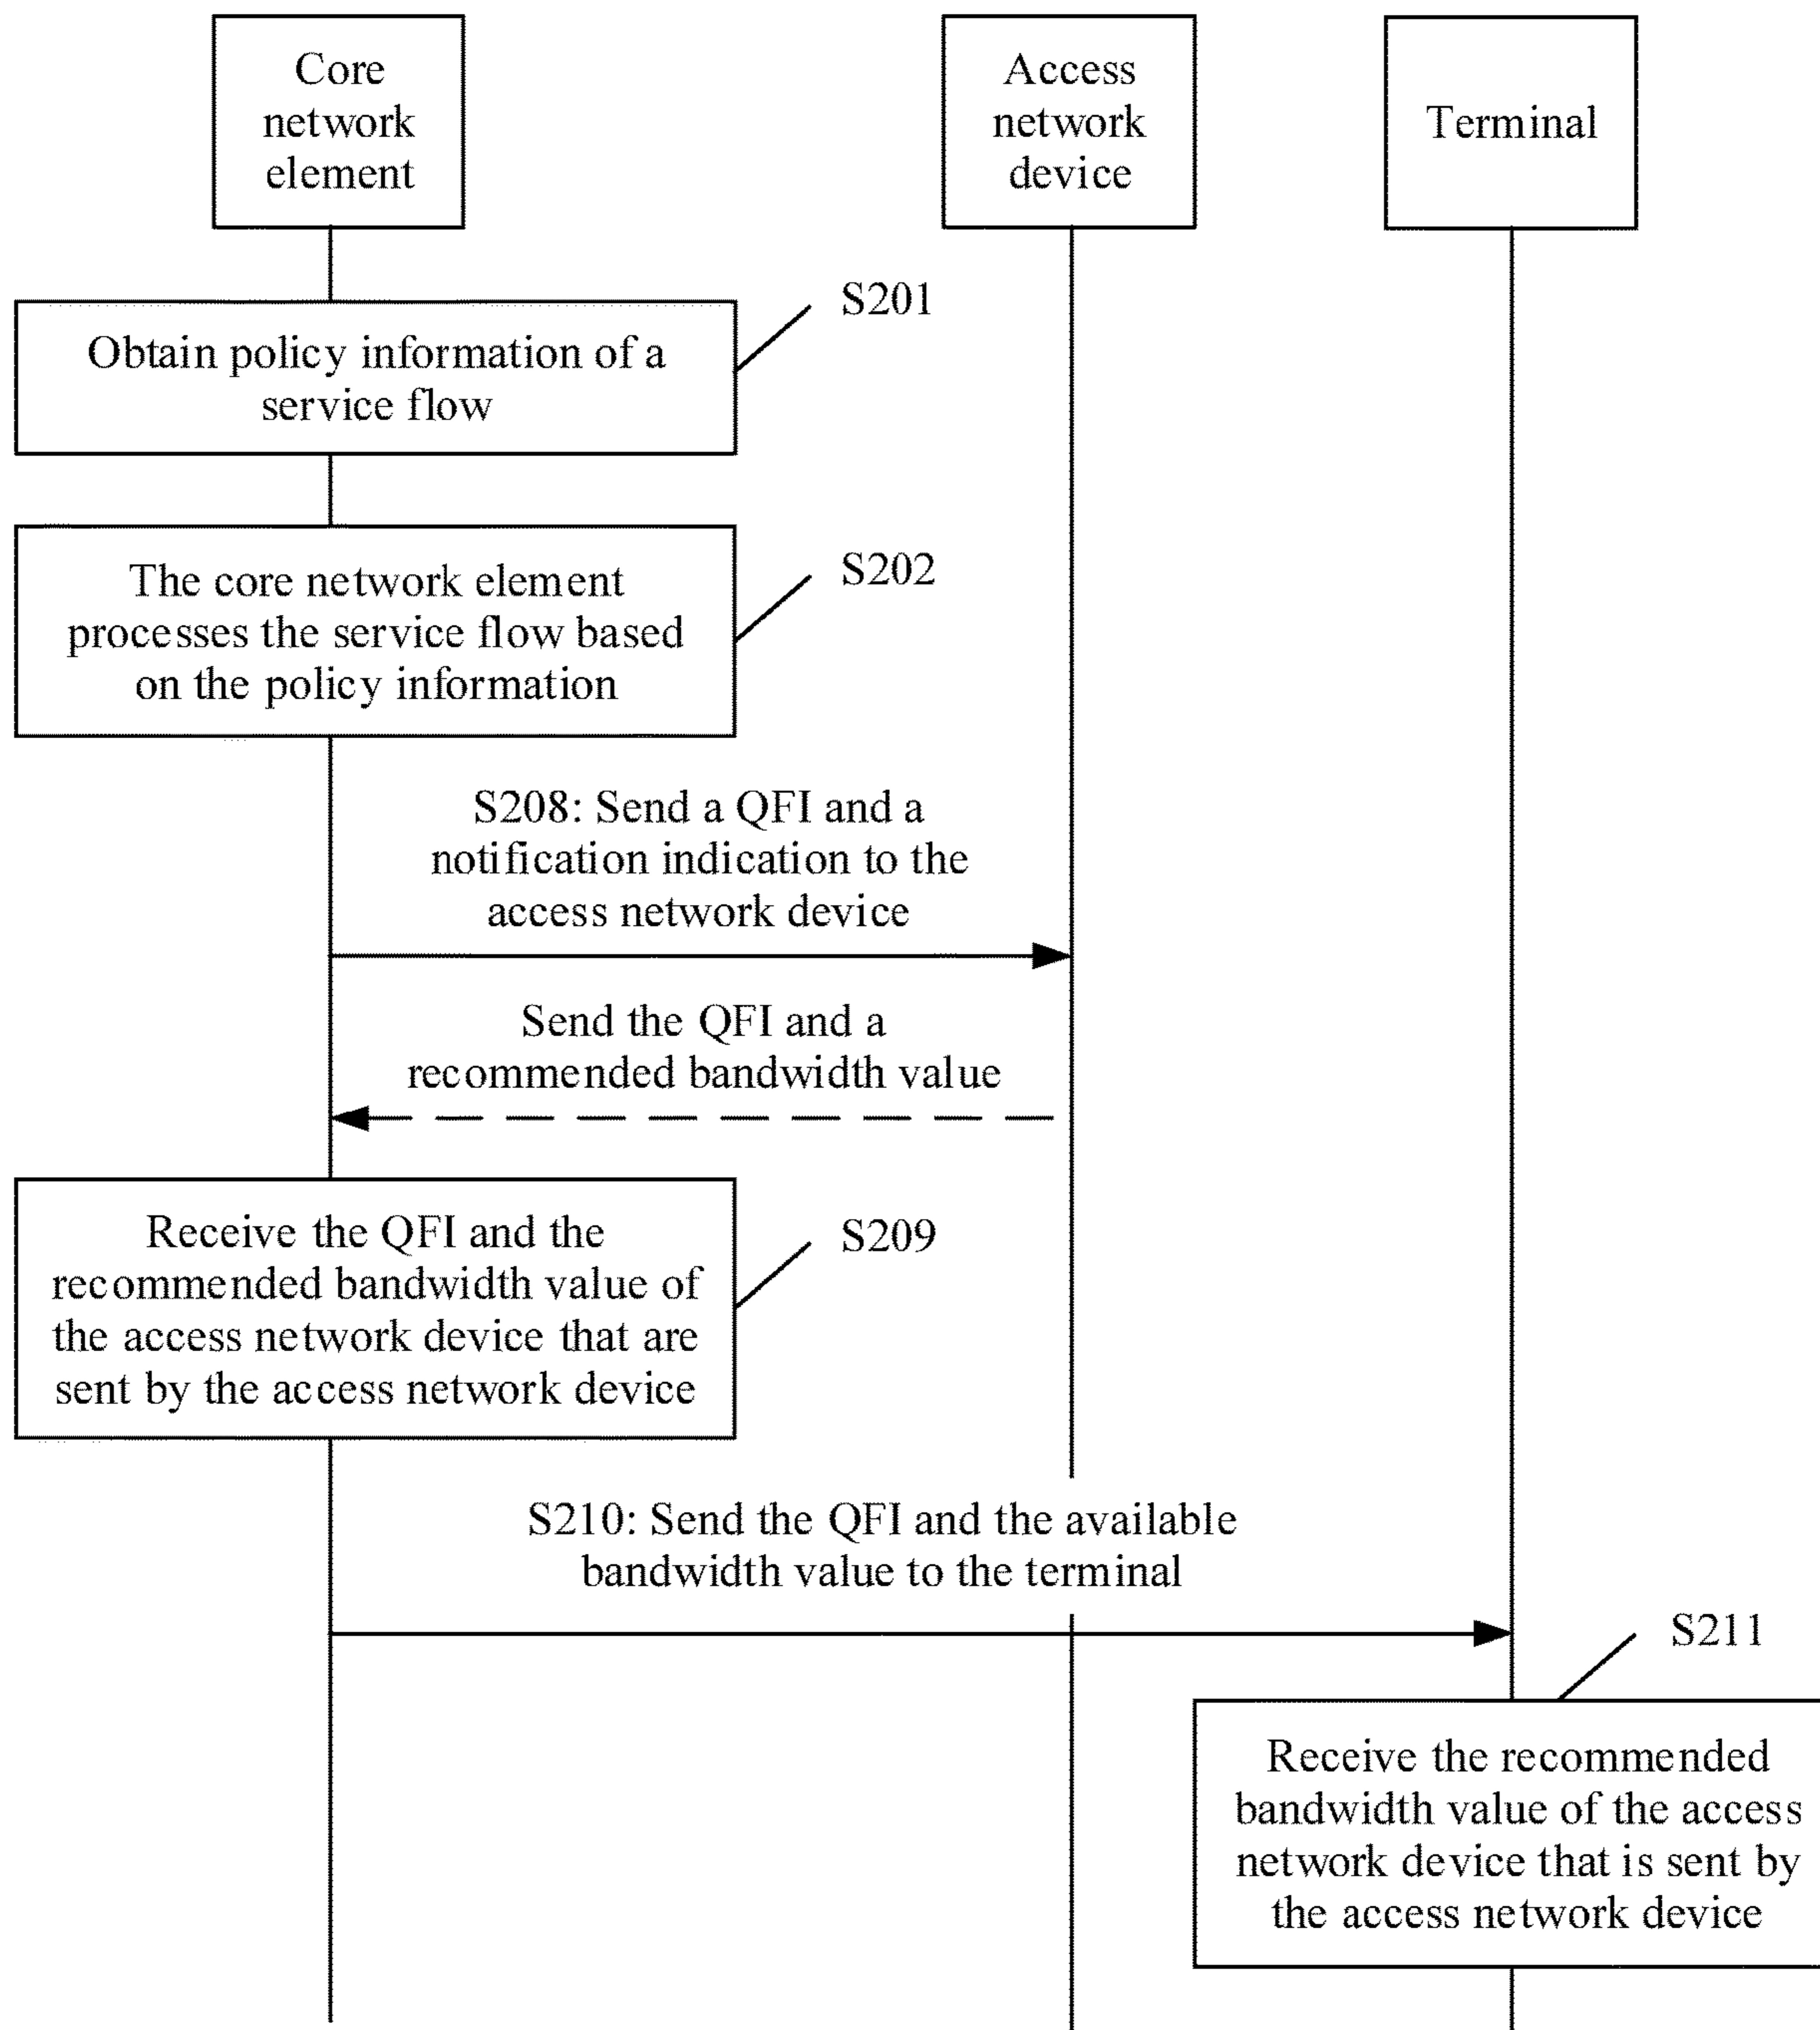 Core
network
element
Access
network
device
Terminal
S201
Obtain policy information of a
service flow
S202
The core network element
processes the service flow based
on the policy information
S208: Send a QFI and a
notification indication to the
access network device
Send the QFI and a
recommended bandwidth value
S209
Receive the QFI and the
recommended bandwidth value of
the access network device that are
sent by the access network device
S210: Send the QFI and the available
bandwidth value to the terminal
S211
Receive the recommended
bandwidth value of the access
network device that is sent by
the access network device